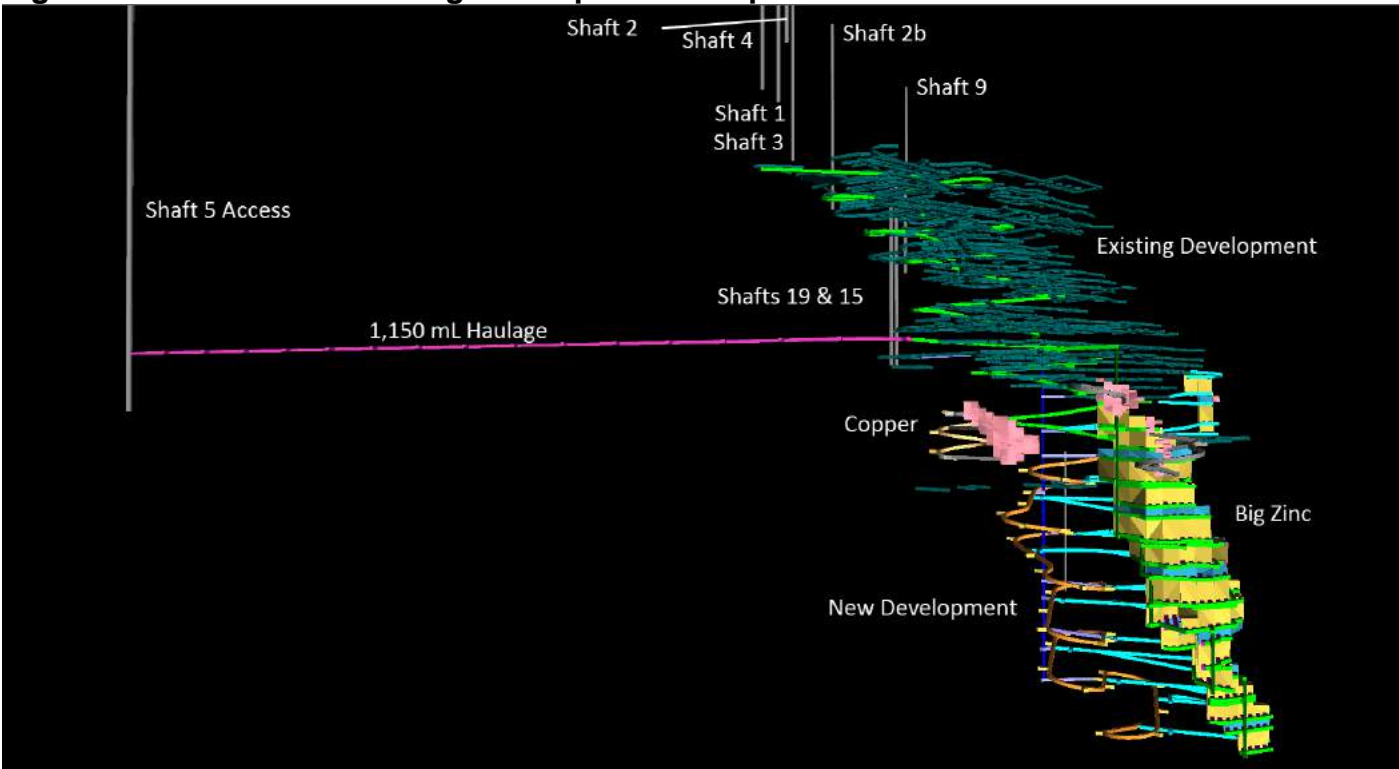 Shaft 2
Shaft 4
Shaft 2b
Shaft 9
Shaft 1
Shaft 3
Shaft 5 Access
Existing Development
Shafts 19 & 15
1,150 mL Haulage
Copper
Big Zinc
New Development